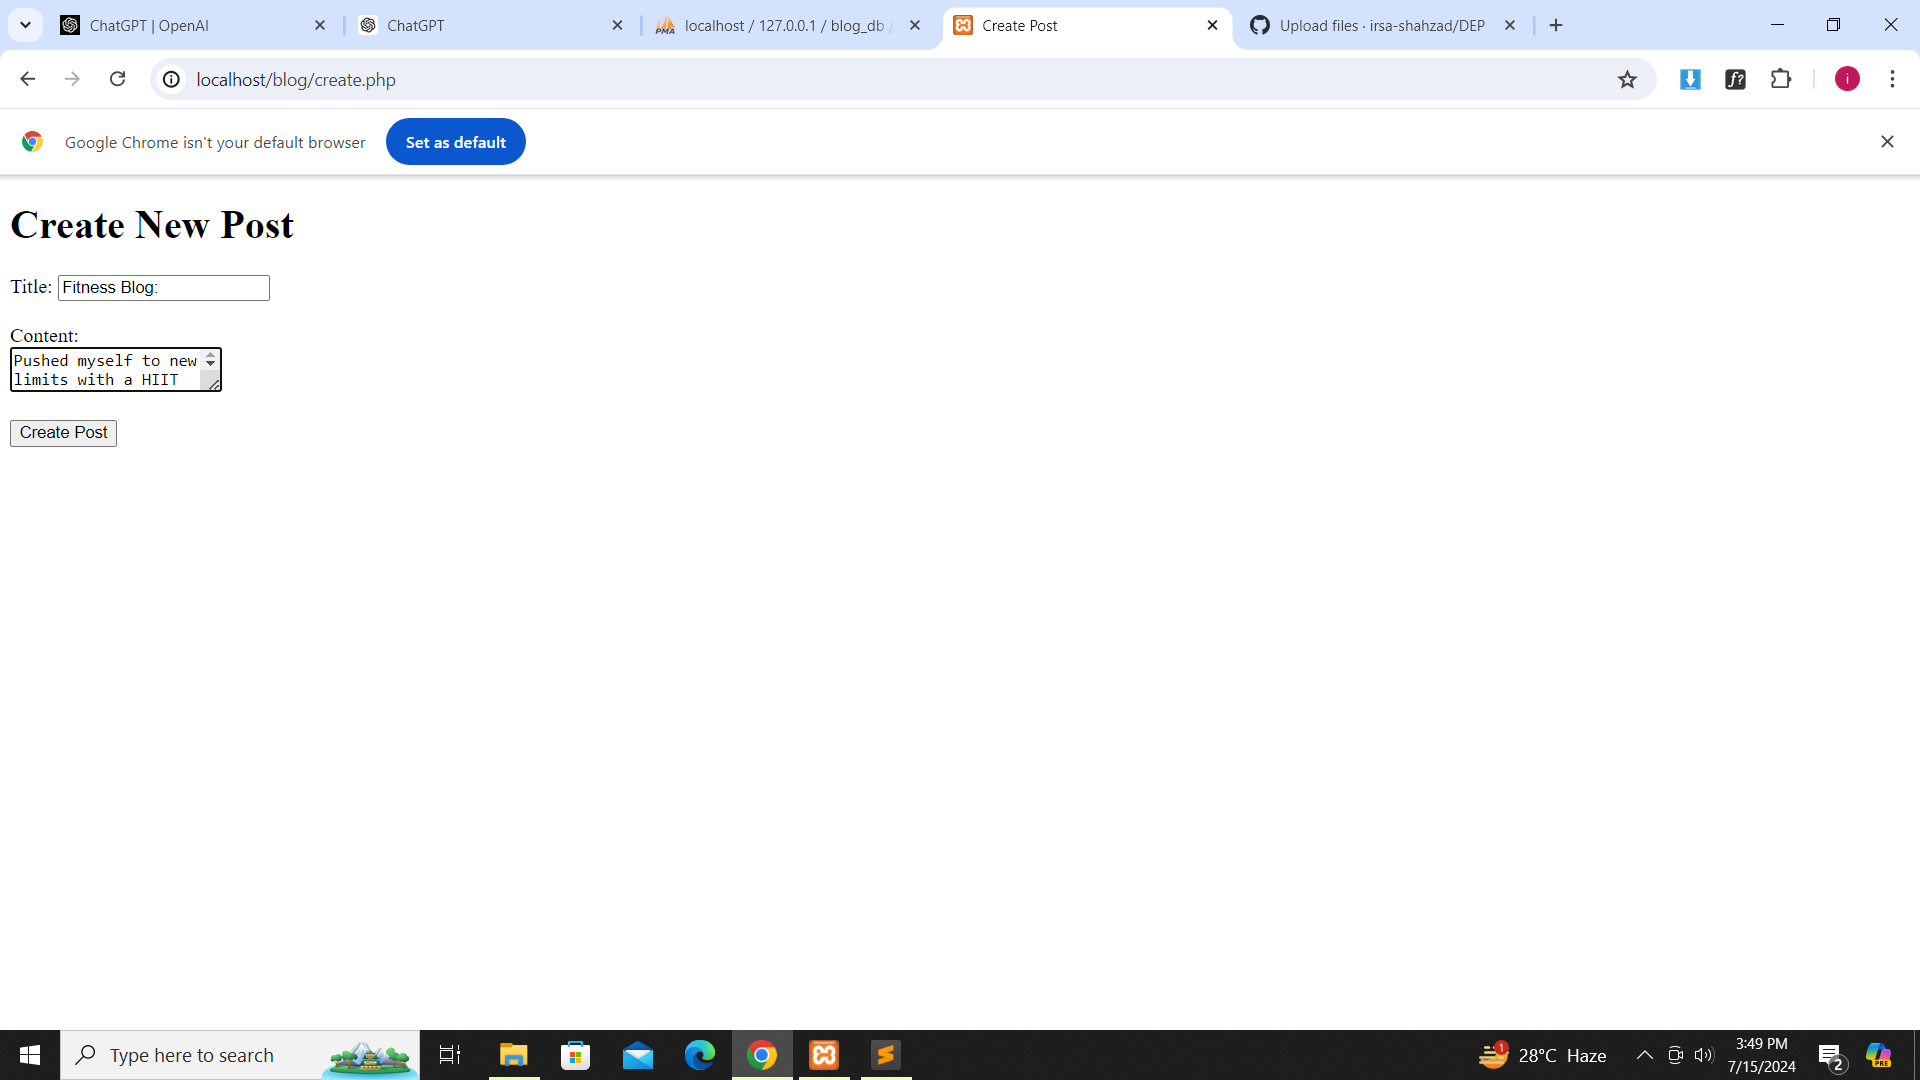 ChatGPT | OpenAI
ChatGPT
localhost / 127.0.0.1 / blog_db /
Create Post
Upload files · irsa-shahzad/DEP
localhost/blog/create.php
f?
i
Google Chrome isn't your default browser
Set as default
Create New Post
Title: Fitness Blog:
Content:
Pushed myself to new
limits with a HIIT
Create Post
Type here to search
1
28°C Haze
3:49 PM
7/15/2024
2
PRE
PMA